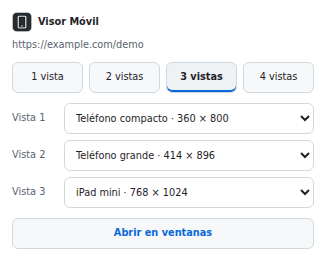 Visor Móvil
https://example.com/demo
1 vista 2 vistas 3 vistas 4 vistas
Vista 1 Teléfono compacto · 360 × 800
Vista 2 Teléfono grande · 414 × 896
Vista 3 iPad mini · 768 × 1024
Abrir en ventanas